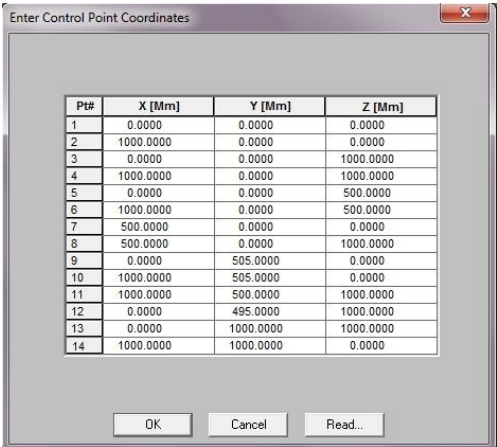 Enter Control Point Coordinates
Pt# X [Mm] Y [Mm] Z [Mm]
1 0.0000 0.0000 0.0000
2 1000.0000 0.0000 0.0000
3 0.0000 0.0000 1000.0000
4 1000.0000 0.0000 1000.0000
5 0.0000 0.0000 500.0000
6 1000.0000 0.0000 500.0000
7 500.0000 0.0000 0.0000
8 500.0000 0.0000 1000.0000
9 0.0000 505.0000 0.0000
10 1000.0000 505.0000 0.0000
11 1000.0000 500.0000 1000.0000
12 0.0000 495.0000 1000.0000
13 0.0000 1000.0000 1000.0000
14 1000.0000 1000.0000 0.0000
OK Cancel Read...